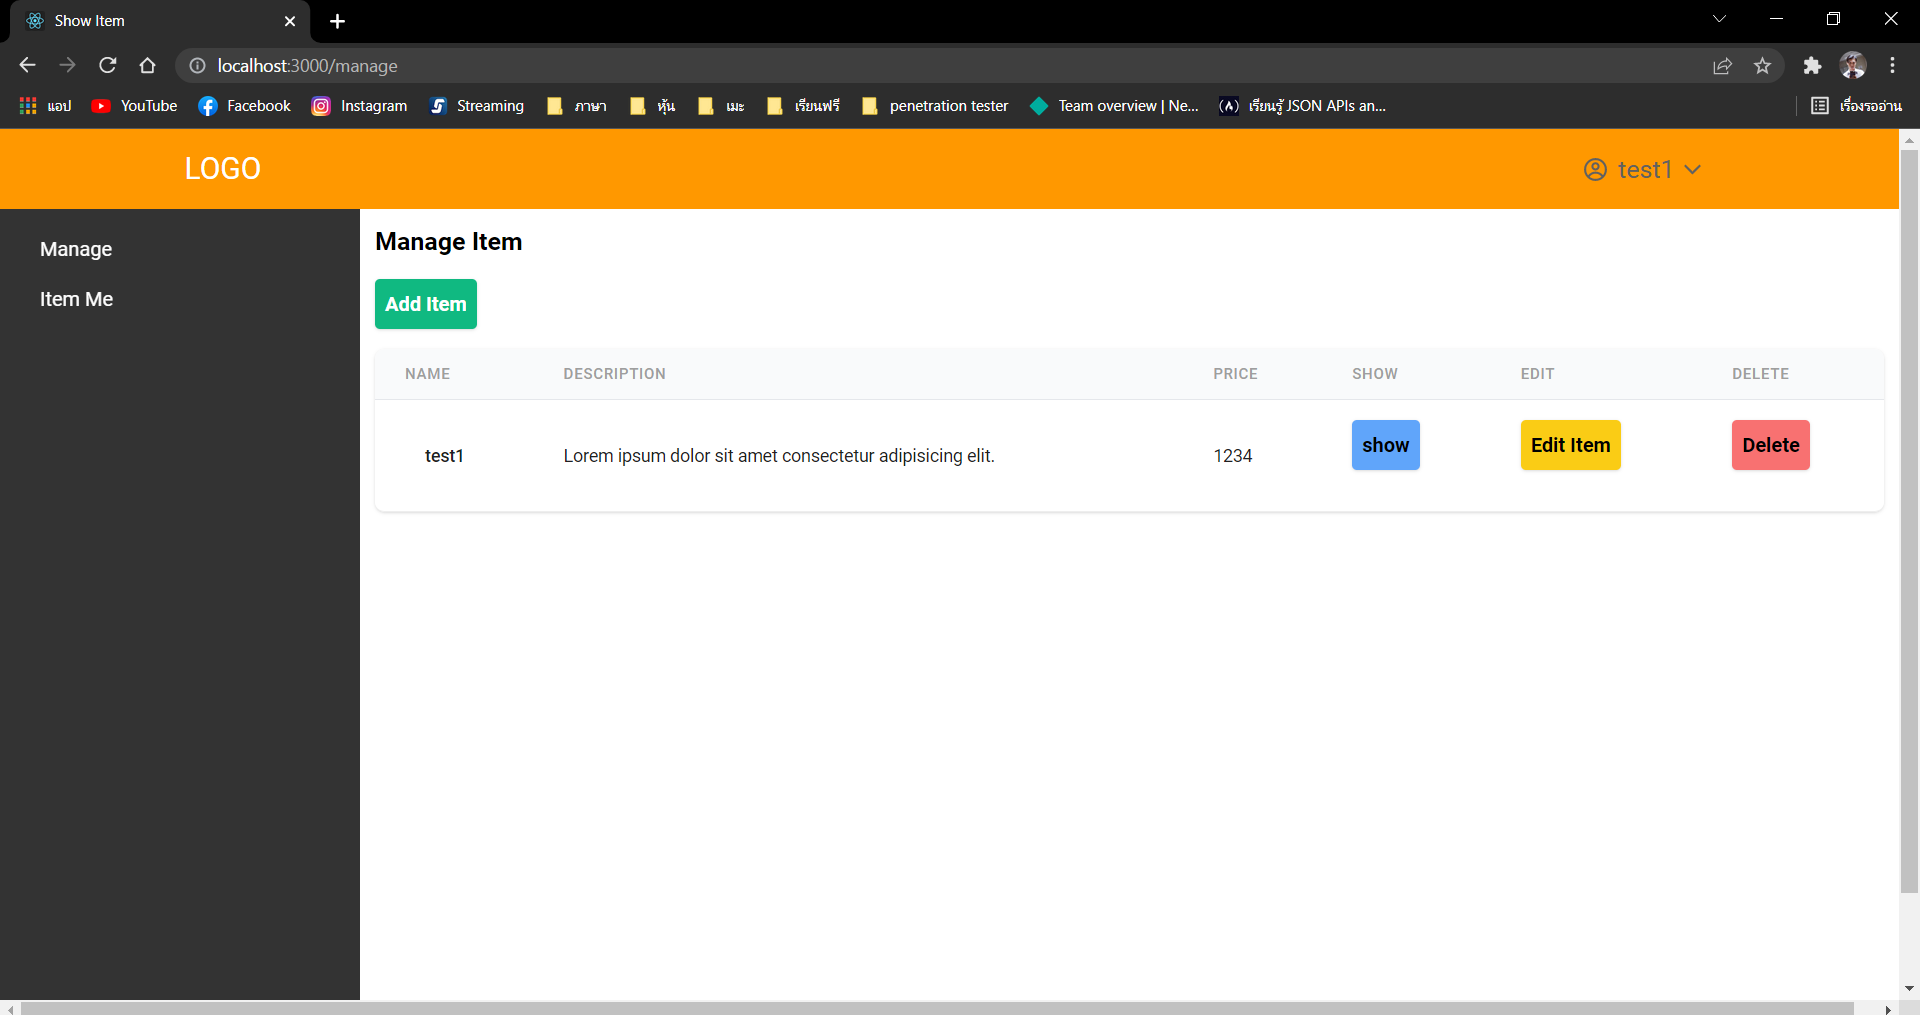 Show Item
localhost:3000/manage
แอป YouTube Facebook Instagram Streaming ภาษา หุ้น เมะ เรียนฟรี penetration tester Team overview | Ne... เรียนรู้ JSON APIs an... เรื่องรออ่าน
LOGO test1
Manage
Item Me
Manage Item
Add Item
NAME DESCRIPTION PRICE SHOW EDIT DELETE
test1 Lorem ipsum dolor sit amet consectetur adipisicing elit. 1234 show Edit Item Delete